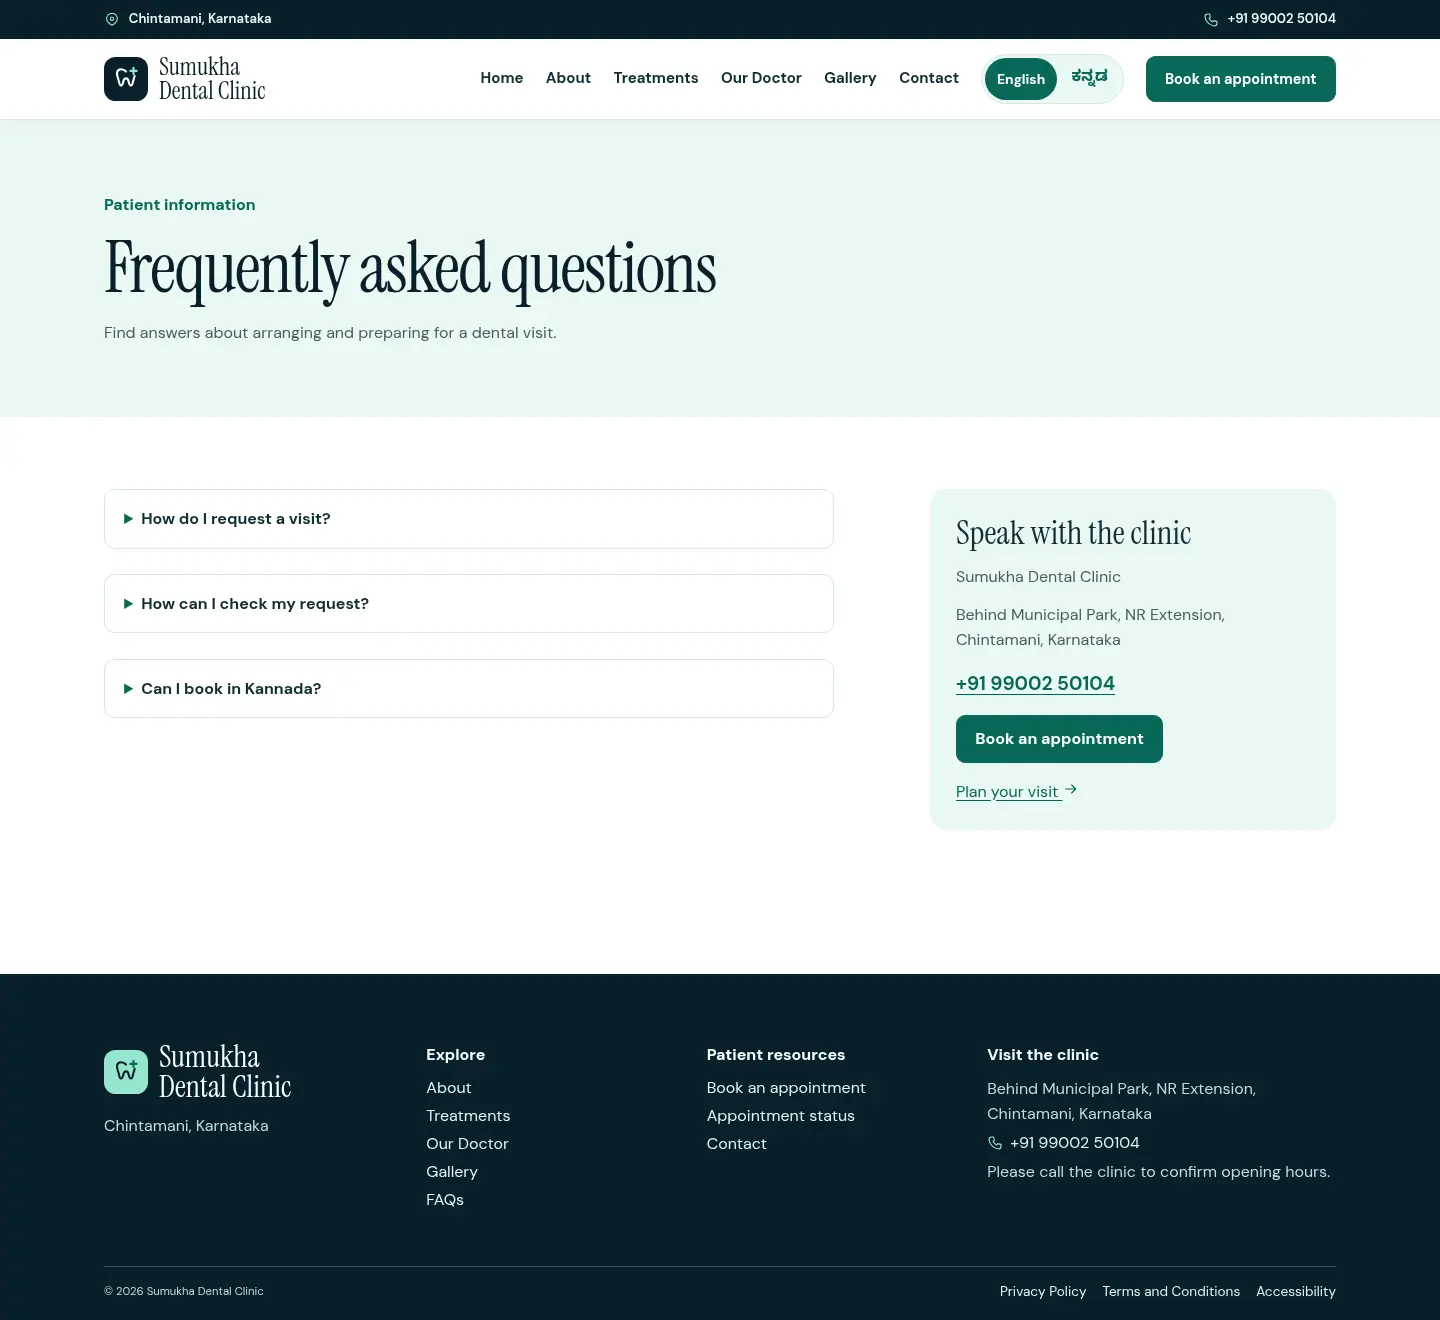 Chintamani, Karnataka
+91 99002 50104
Sumukha
Dental Clinic
Home
About
Treatments
Our Doctor
Gallery
Contact
English
ಕನ್ನಡ
Book an appointment
Patient information
Frequently asked questions
Find answers about arranging and preparing for a dental visit.
How do I request a visit?
How can I check my request?
Can I book in Kannada?
Speak with the clinic
Sumukha Dental Clinic
Behind Municipal Park, NR Extension,
Chintamani, Karnataka
+91 99002 50104
Book an appointment
Plan your visit →
Sumukha
Dental Clinic
Chintamani, Karnataka
Explore
About
Treatments
Our Doctor
Gallery
FAQs
Patient resources
Book an appointment
Appointment status
Contact
Visit the clinic
Behind Municipal Park, NR Extension,
Chintamani, Karnataka
+91 99002 50104
Please call the clinic to confirm opening hours.
© 2026 Sumukha Dental Clinic
Privacy Policy
Terms and Conditions
Accessibility